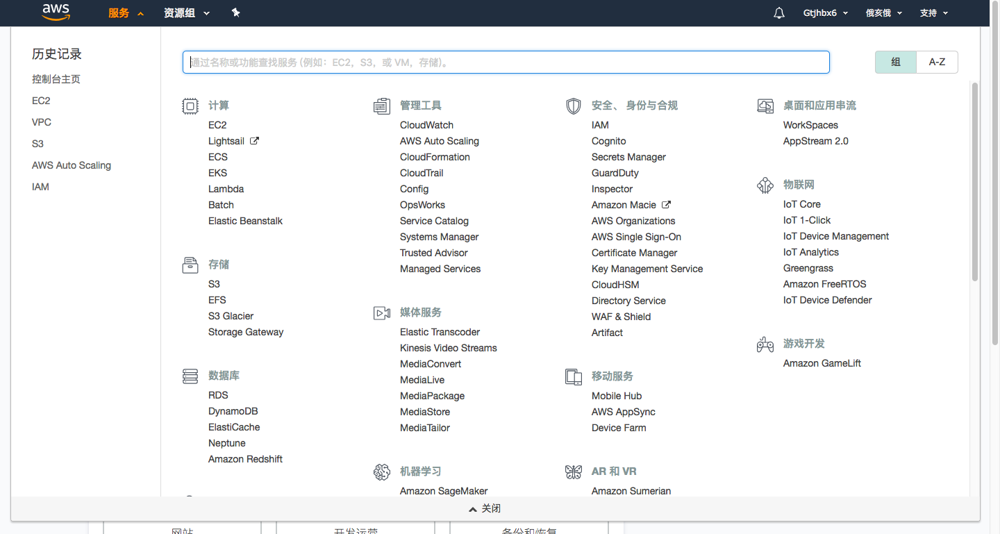 aws
服务
资源组
Gtjhbx6
俄亥俄
支持
历史记录
控制台主页
EC2
VPC
S3
AWS Auto Scaling
IAM
通过名称或功能查找服务 (例如：EC2，S3，或 VM，存储)。
组
A-Z
计算
EC2
Lightsail
ECS
EKS
Lambda
Batch
Elastic Beanstalk
存储
S3
EFS
S3 Glacier
Storage Gateway
数据库
RDS
DynamoDB
ElastiCache
Neptune
Amazon Redshift
管理工具
CloudWatch
AWS Auto Scaling
CloudFormation
CloudTrail
Config
OpsWorks
Service Catalog
Systems Manager
Trusted Advisor
Managed Services
媒体服务
Elastic Transcoder
Kinesis Video Streams
MediaConvert
MediaLive
MediaPackage
MediaStore
MediaTailor
机器学习
Amazon SageMaker
安全、 身份与合规
IAM
Cognito
Secrets Manager
GuardDuty
Inspector
Amazon Macie
AWS Organizations
AWS Single Sign-On
Certificate Manager
Key Management Service
CloudHSM
Directory Service
WAF & Shield
Artifact
移动服务
Mobile Hub
AWS AppSync
Device Farm
AR 和 VR
Amazon Sumerian
桌面和应用串流
WorkSpaces
AppStream 2.0
物联网
IoT Core
IoT 1-Click
IoT Device Management
IoT Analytics
Greengrass
Amazon FreeRTOS
IoT Device Defender
游戏开发
Amazon GameLift
关闭
网站
开发运营
备份和恢复